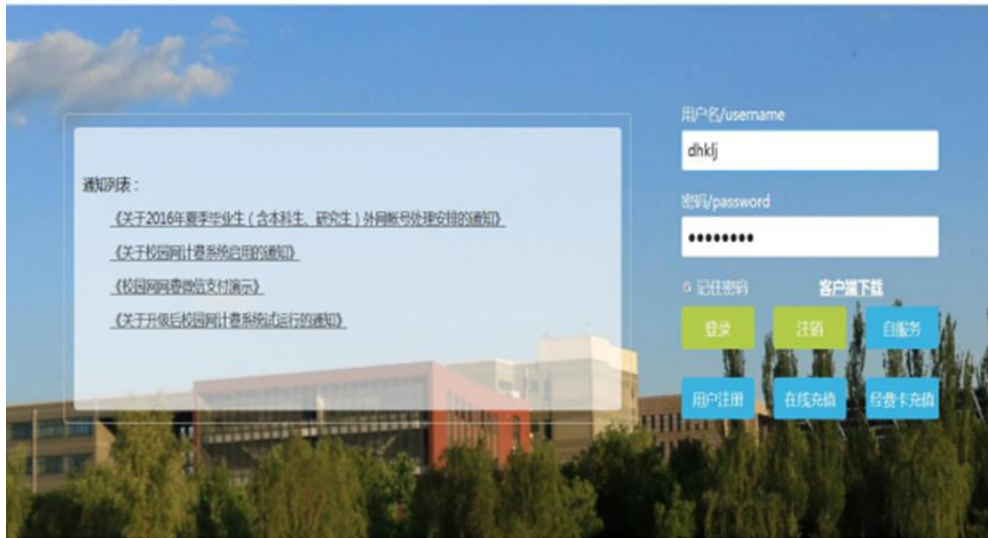 通知列表：
《关于2016年夏季毕业生（含本科生、研究生）外网帐号处理安排的通知》
《关于校园网计费系统启用的通知》
《校园网网费微信支付演示》
《关于升级后校园网计费系统试运行的通知》
用户名/username
dhklj
密码/password
●●●●●●●●
记住密码 客户端下载
登录 注销 自服务
用户注册 在线充值 经费卡充值